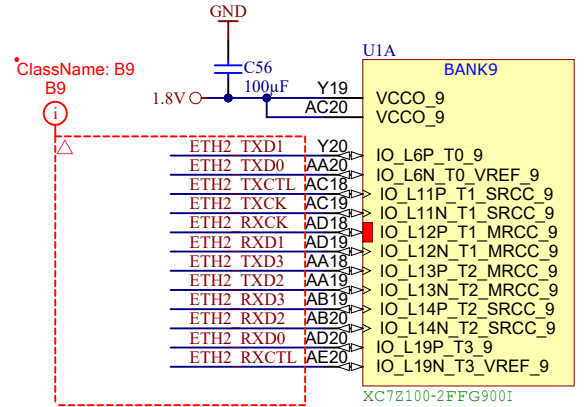 GND
U1A
C56
100µF
1.8V
ClassName: B9
B9
i
BANK9
Y19 VCCO_9
AC20 VCCO_9
ETH2_TXD1 Y20 IO_L6P_T0_9
ETH2_TXD0 AA20 IO_L6N_T0_VREF_9
ETH2_TXCTL AC18 IO_L11P_T1_SRCC_9
ETH2_TXCK AC19 IO_L11N_T1_SRCC_9
ETH2_RXCK AD18 IO_L12P_T1_MRCC_9
ETH2_RXD1 AD19 IO_L12N_T1_MRCC_9
ETH2_TXD3 AA18 IO_L13P_T2_MRCC_9
ETH2_TXD2 AA19 IO_L13N_T2_MRCC_9
ETH2_RXD3 AB19 IO_L14P_T2_SRCC_9
ETH2_RXD2 AB20 IO_L14N_T2_SRCC_9
ETH2_RXD0 AD20 IO_L19P_T3_9
ETH2_RXCTL AE20 IO_L19N_T3_VREF_9
XC7Z100-2FFG900I